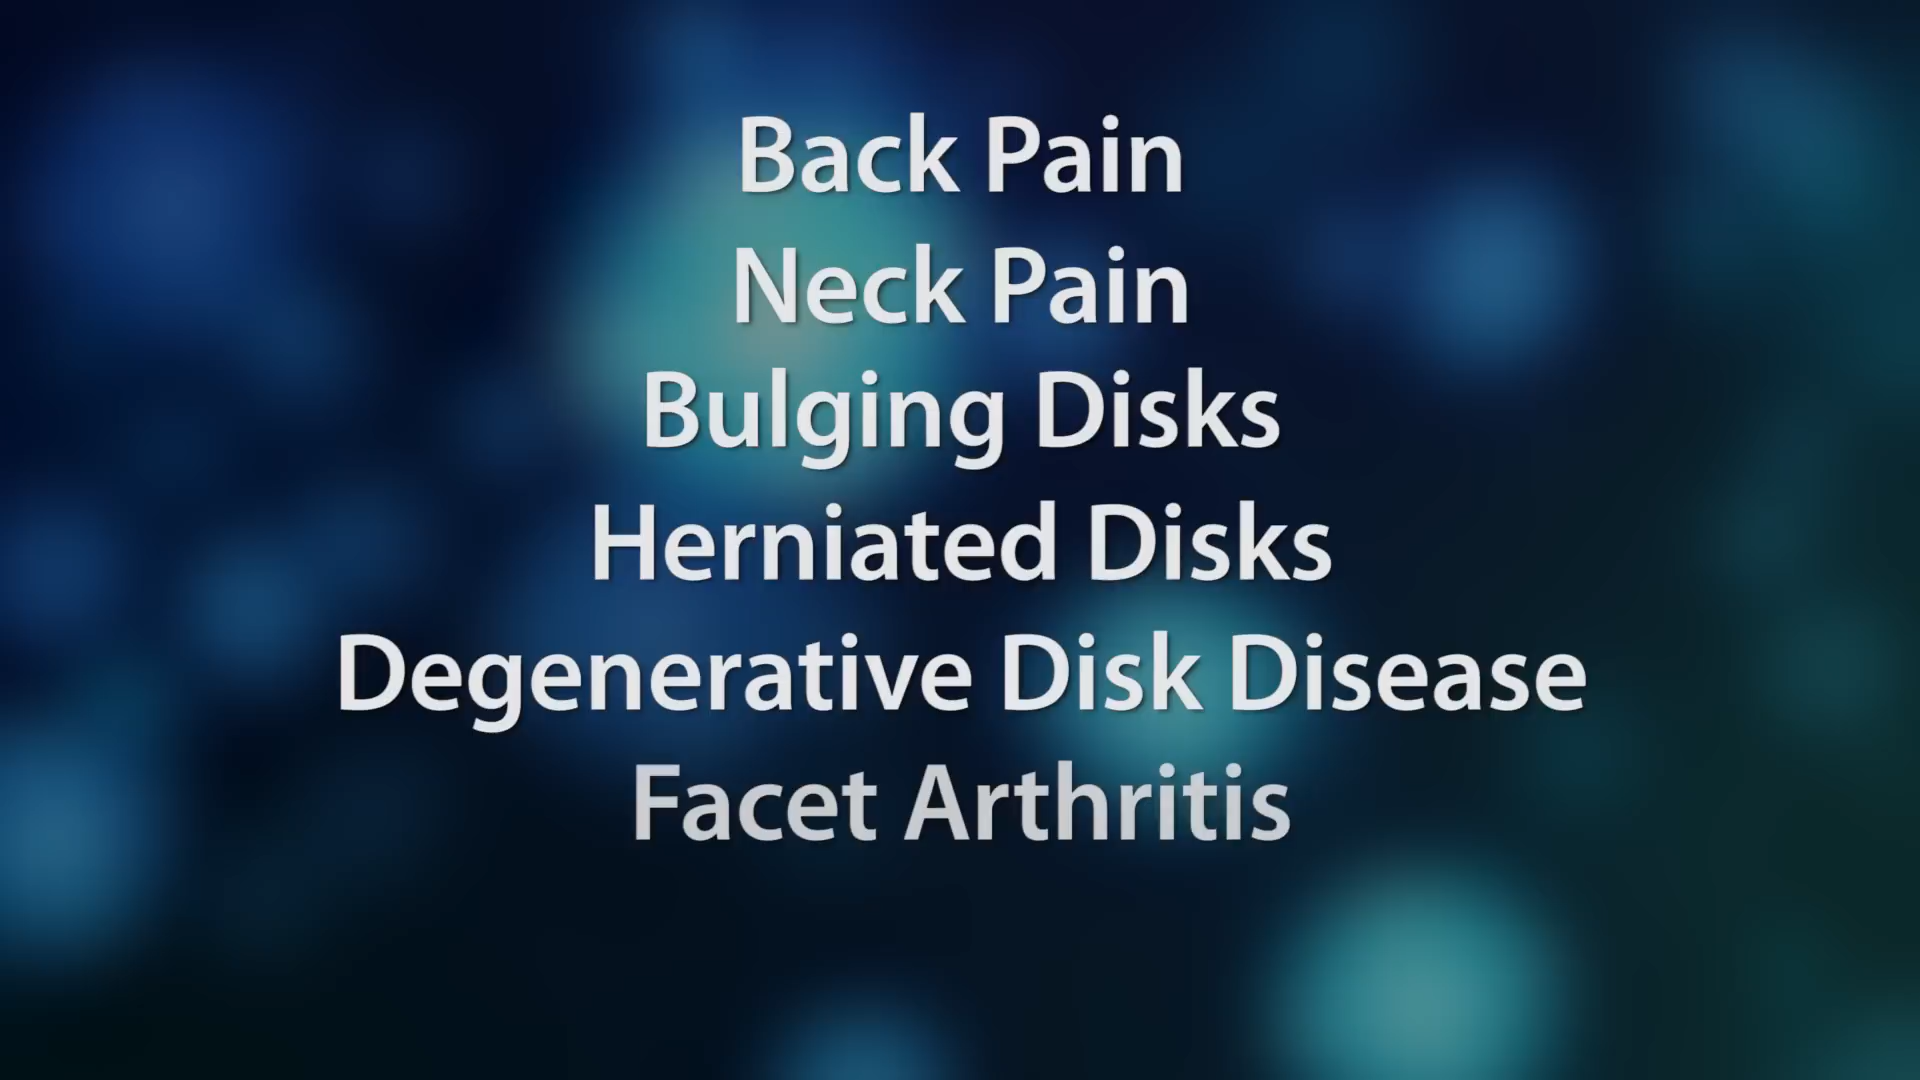 Back Pain
Neck Pain
Bulging Disks
Herniated Disks
Degenerative Disk Disease
Facet Arthritis